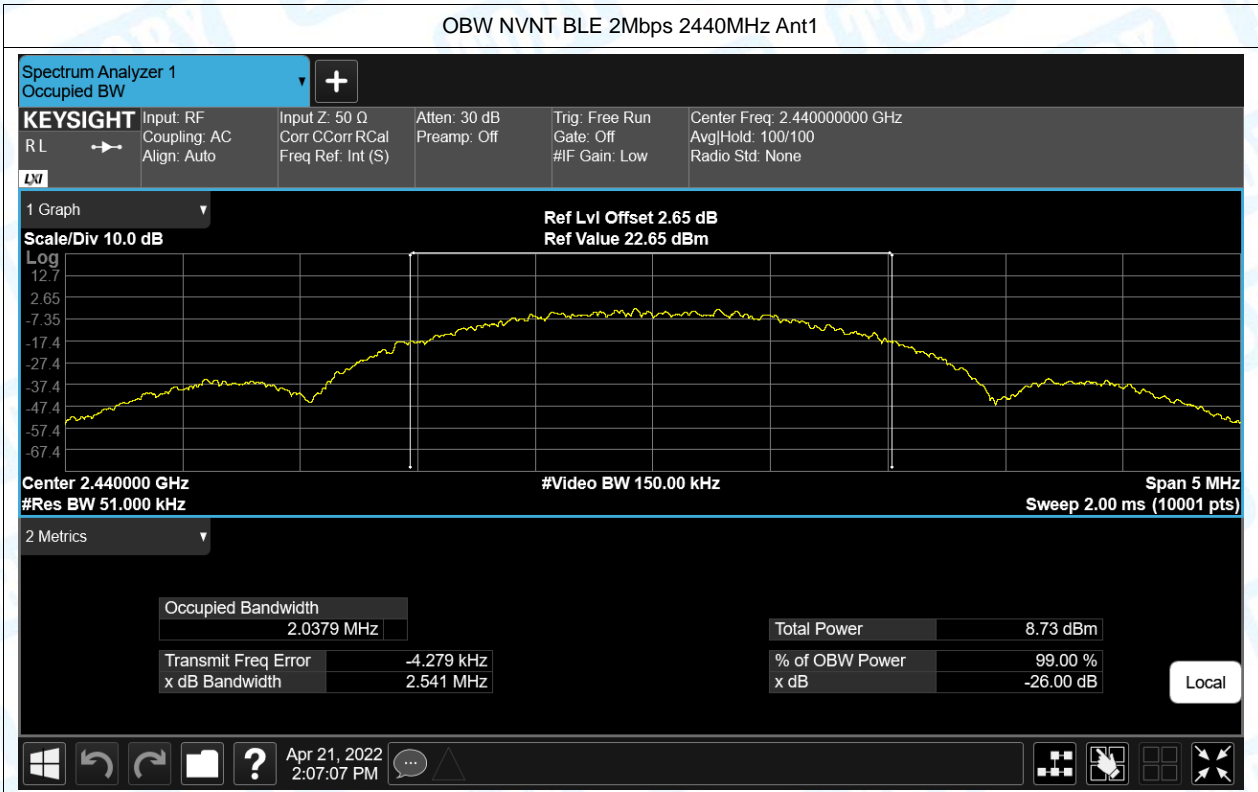 OBW NVNT BLE 2Mbps 2440MHz Ant1
Spectrum Analyzer 1
Occupied BW
KEYSIGHT
RL
LXI
Input: RF
Coupling: AC
Align: Auto
Input Z: 50 Ω
Corr CCorr RCal
Freq Ref: Int (S)
Atten: 30 dB
Preamp: Off
Trig: Free Run
Gate: Off
#IF Gain: Low
Center Freq: 2.440000000 GHz
Avg|Hold: 100/100
Radio Std: None
1 Graph
Scale/Div 10.0 dB
Ref Lvl Offset 2.65 dB
Ref Value 22.65 dBm
Log
12.7
2.65
-7.35
-17.4
-27.4
-37.4
-47.4
-57.4
-67.4
Center 2.440000 GHz
#Video BW 150.00 kHz
Span 5 MHz
#Res BW 51.000 kHz
Sweep 2.00 ms (10001 pts)
2 Metrics
Occupied Bandwidth
2.0379 MHz
Total Power 8.73 dBm
Transmit Freq Error -4.279 kHz
% of OBW Power 99.00 %
x dB Bandwidth 2.541 MHz
x dB -26.00 dB
Local
Apr 21, 2022
2:07:07 PM